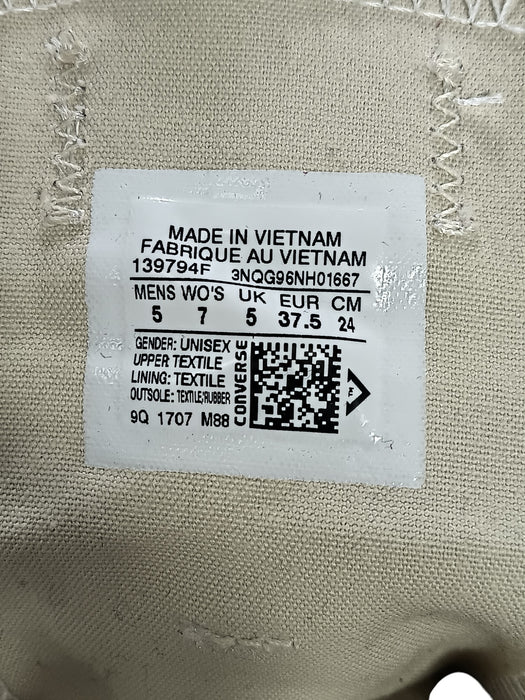 MADE IN VIETNAM
FABRIQUE AU VIETNAM
139794F 3NQG96NH01667
MENS WO'S UK EUR CM
5 7 5 37.5 24
GENDER: UNISEX
UPPER TEXTILE
LINING: TEXTILE
OUTSOLE: TEXTILE/RUBBER
9Q 1707 M88
CONVERSE
F